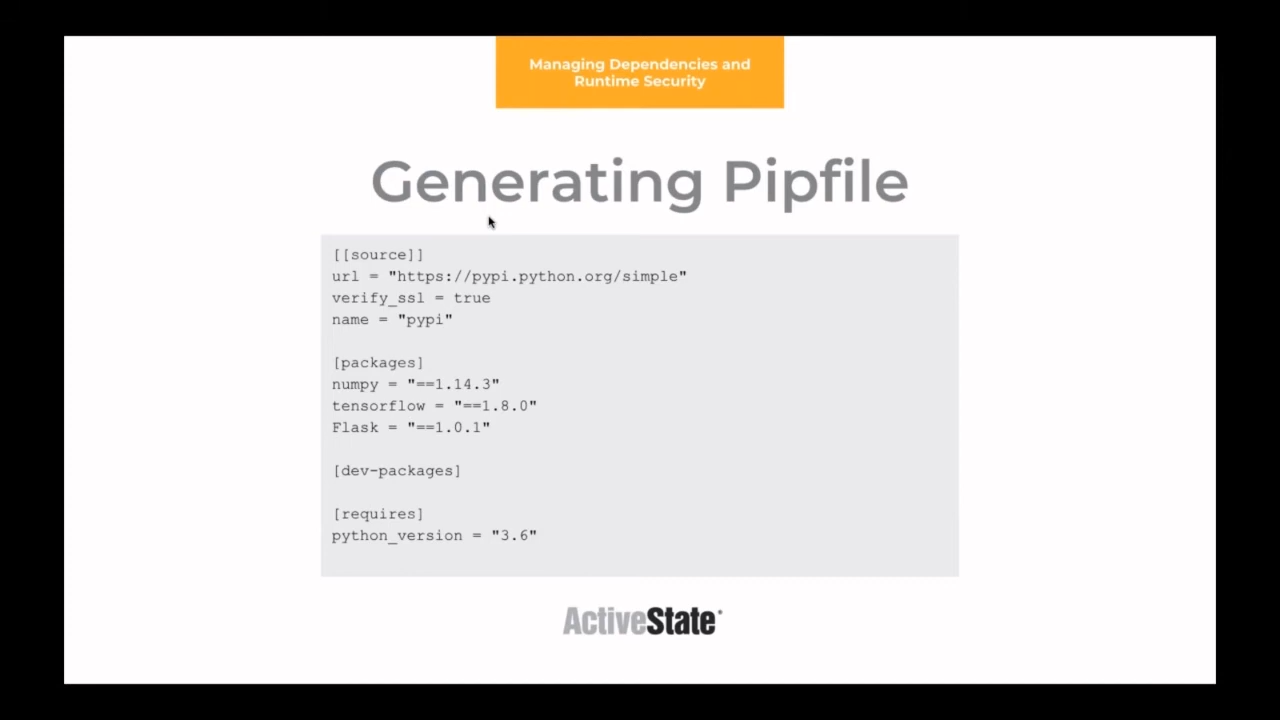 Managing Dependencies and
Runtime Security
Generating Pipfile
[[source]]
url = "https://pypi.python.org/simple"
verify_ssl = true
name = "pypi"
[packages]
numpy = "==1.14.3"
tensorflow = "==1.8.0"
Flask = "==1.0.1"
[dev-packages]
[requires]
python_version = "3.6"
ActiveState